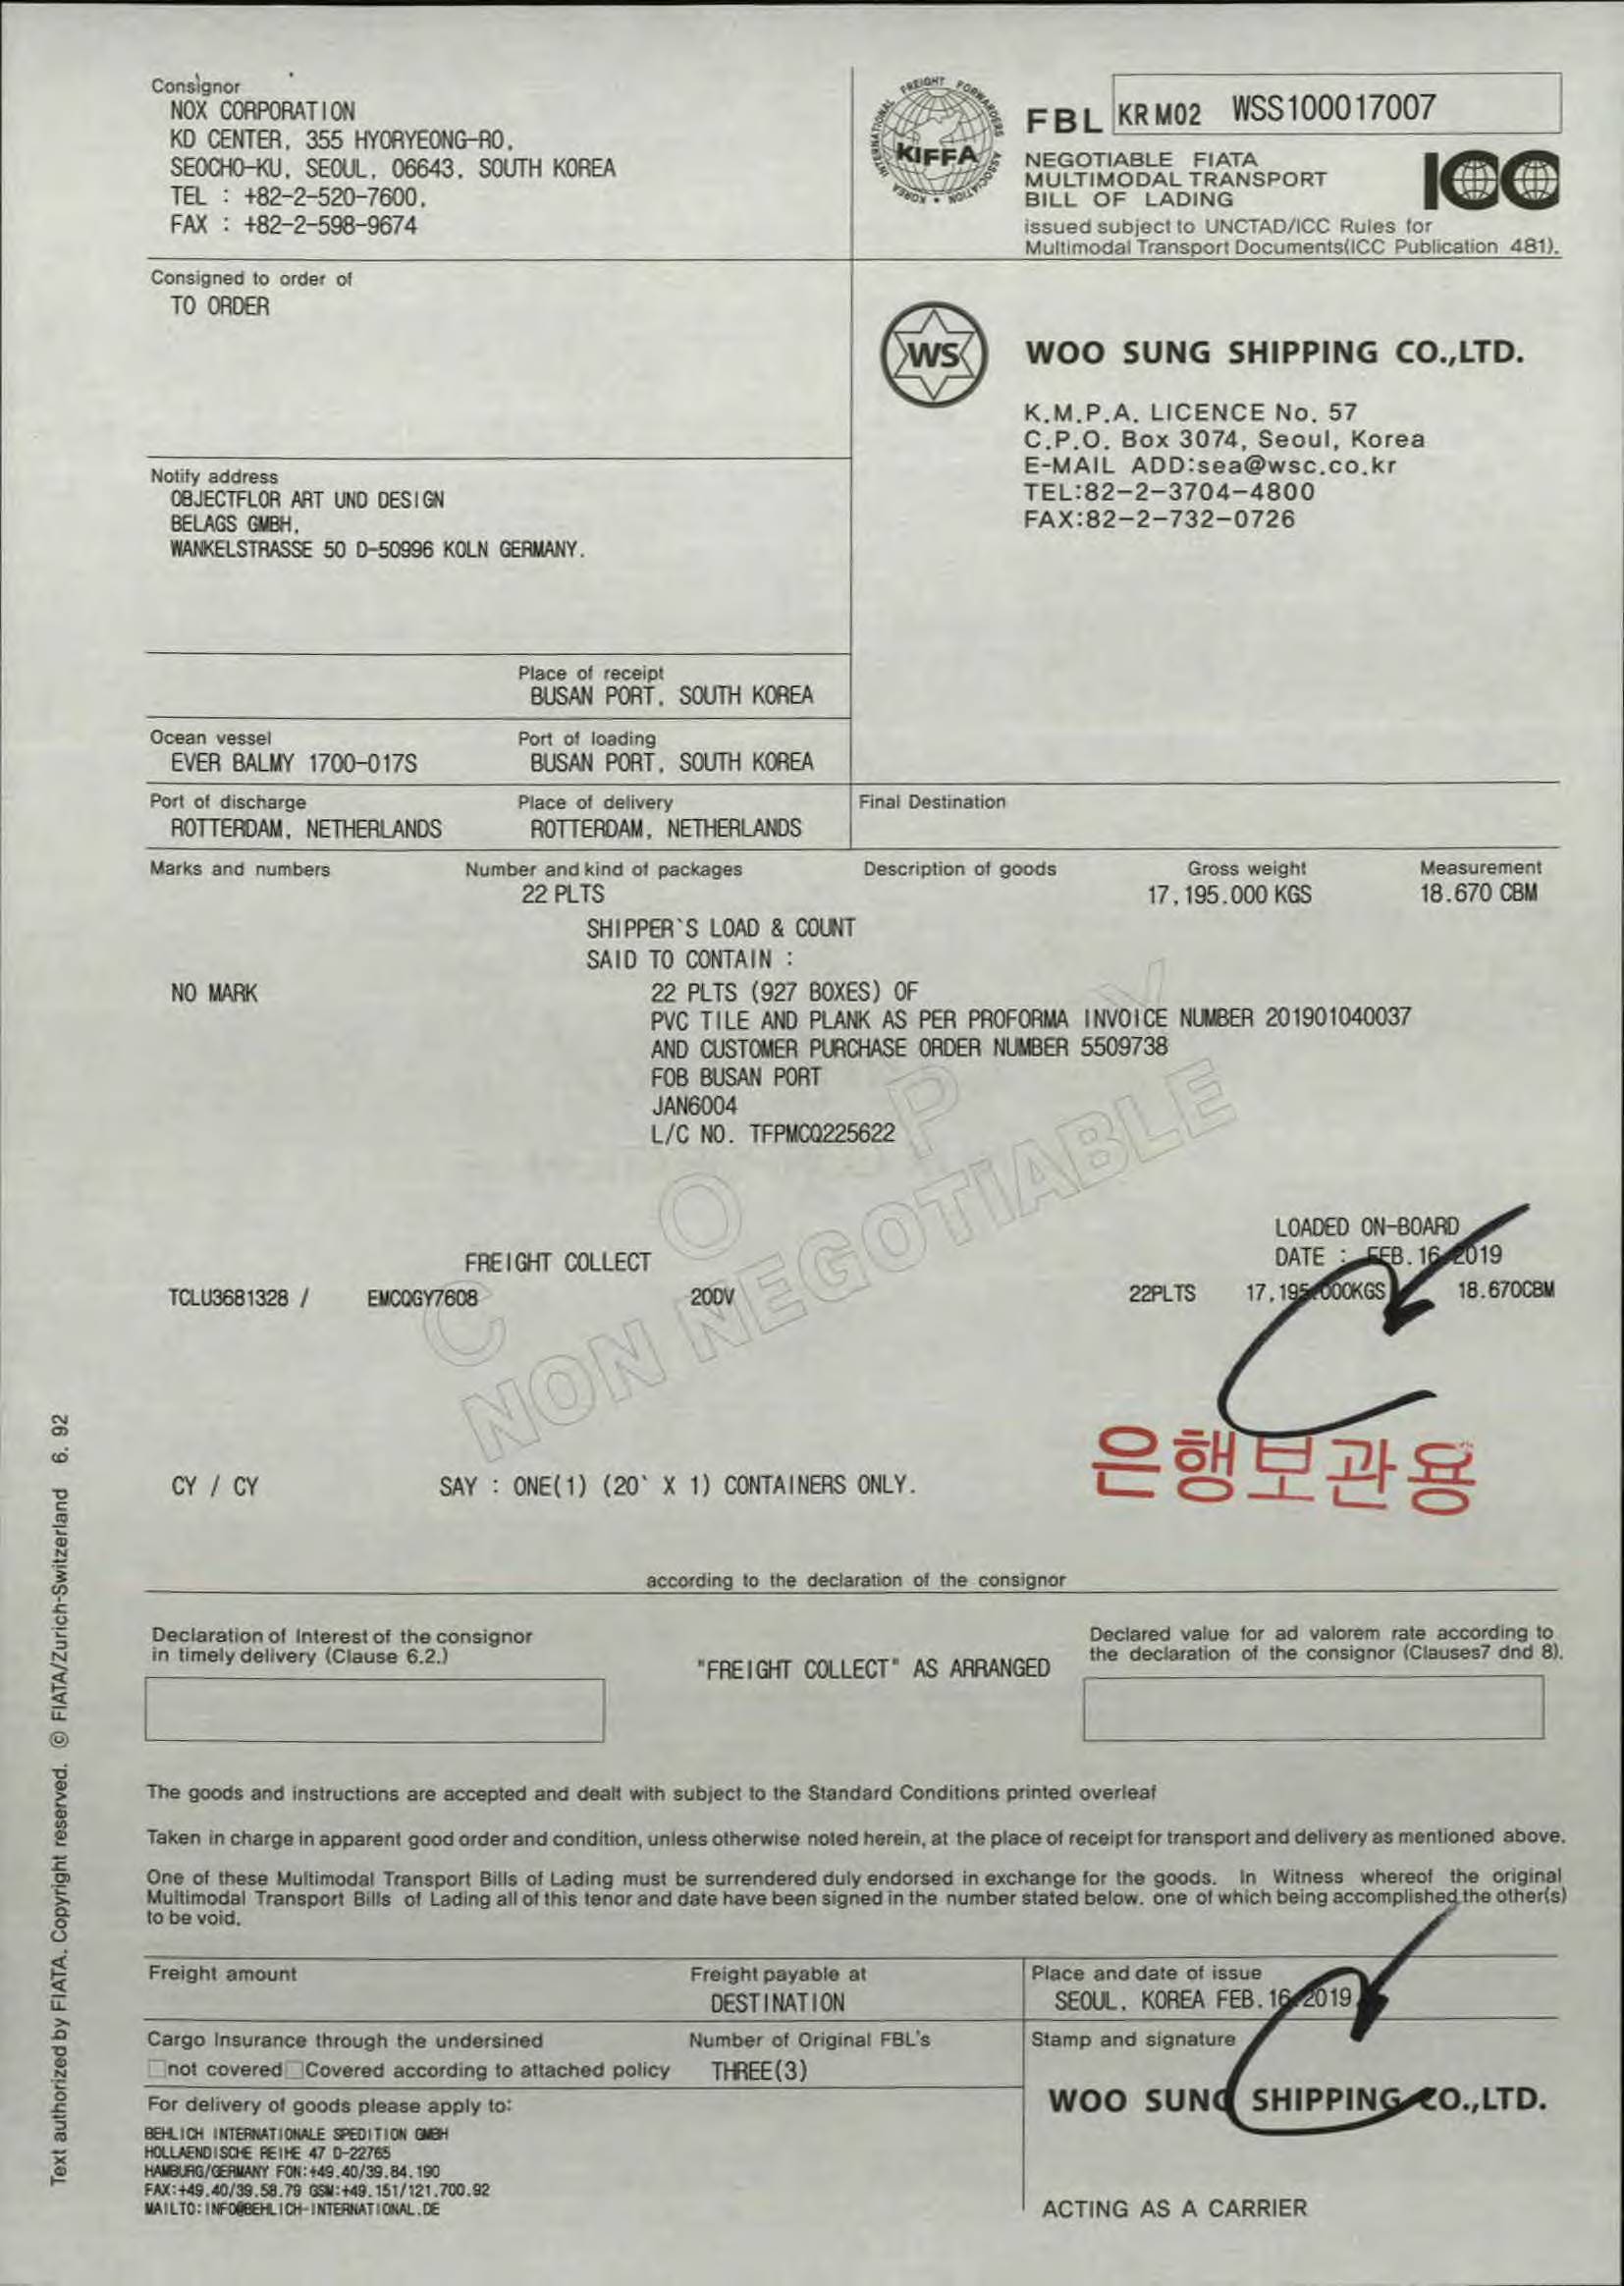 Consignor
NOX CORPORATION
KD CENTER, 355 HYORYEONG-RO,
SEOCHO-KU, SEOUL, 06643, SOUTH KOREA
TEL : +82-2-520-7600,
FAX : +82-2-598-9674
KOREA INTERNATIONAL FREIGHT FORWARDERS ASSOCIATION
KIFFA
FBL KR M02 WSS100017007
NEGOTIABLE FIATA
MULTIMODAL TRANSPORT
BILL OF LADING
ICC
issued subject to UNCTAD/ICC Rules for
Multimodal Transport Documents(ICC Publication 481).
Consigned to order of
TO ORDER
WS
WOO SUNG SHIPPING CO.,LTD.
K.M.P.A. LICENCE No. 57
C.P.O. Box 3074, Seoul, Korea
E-MAIL ADD:sea@wsc.co.kr
TEL:82-2-3704-4800
FAX:82-2-732-0726
Notify address
OBJECTFLOR ART UND DESIGN
BELAGS GMBH,
WANKELSTRASSE 50 D-50996 KOLN GERMANY.
Place of receipt
BUSAN PORT, SOUTH KOREA
Ocean vessel Port of loading
EVER BALMY 1700-017S BUSAN PORT, SOUTH KOREA
Port of discharge Place of delivery Final Destination
ROTTERDAM, NETHERLANDS ROTTERDAM, NETHERLANDS
Marks and numbers Number and kind of packages Description of goods Gross weight Measurement
22 PLTS 17,195.000 KGS 18.670 CBM
SHIPPER`S LOAD & COUNT
SAID TO CONTAIN :
NO MARK 22 PLTS (927 BOXES) OF
PVC TILE AND PLANK AS PER PROFORMA INVOICE NUMBER 201901040037
AND CUSTOMER PURCHASE ORDER NUMBER 5509738
FOB BUSAN PORT
JAN6004
L/C NO. TFPMCQ225622
COPY
NON NEGOTIABLE
LOADED ON-BOARD
FREIGHT COLLECT DATE : FEB.16,2019
TCLU3681328 / EMCQGY7608 20DV 22PLTS 17,195.000KGS 18.670CBM
은행보관용
CY / CY SAY : ONE(1) (20` X 1) CONTAINERS ONLY.
according to the declaration of the consignor
Declaration of Interest of the consignor
in timely delivery (Clause 6.2.)
"FREIGHT COLLECT" AS ARRANGED
Declared value for ad valorem rate according to
the declaration of the consignor (Clauses7 dnd 8).
The goods and instructions are accepted and dealt with subject to the Standard Conditions printed overleaf
Taken in charge in apparent good order and condition, unless otherwise noted herein, at the place of receipt for transport and delivery as mentioned above.
One of these Multimodal Transport Bills of Lading must be surrendered duly endorsed in exchange for the goods. In Witness whereof the original
Multimodal Transport Bills of Lading all of this tenor and date have been signed in the number stated below. one of which being accomplished the other(s)
to be void.
Freight amount Freight payable at Place and date of issue
DESTINATION SEOUL, KOREA FEB.16,2019
Cargo Insurance through the undersined Number of Original FBL's Stamp and signature
not covered Covered according to attached policy THREE(3)
WOO SUNG SHIPPING CO.,LTD.
For delivery of goods please apply to:
BEHLICH INTERNATIONALE SPEDITION GMBH
HOLLAENDISCHE REIHE 47 D-22765
HAMBURG/GERMANY FON:+49.40/39.84.190
FAX:+49.40/39.58.79 GSM:+49.151/121.700.92
MAILTO:INFO@BEHLICH-INTERNATIONAL.DE
ACTING AS A CARRIER
Text authorized by FIATA. Copyright reserved. © FIATA/Zurich-Switzerland 6. 92